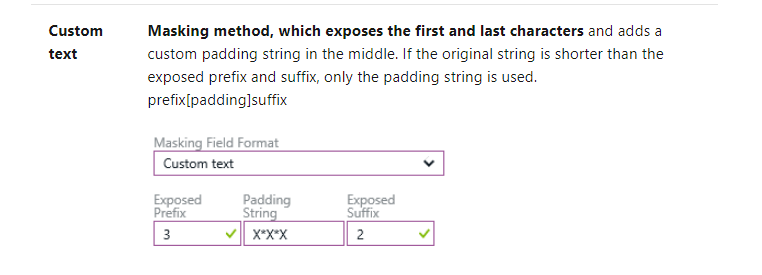 Custom text
Masking method, which exposes the first and last characters and adds a
custom padding string in the middle. If the original string is shorter than the
exposed prefix and suffix, only the padding string is used.
prefix[padding]suffix
Masking Field Format
Custom text
Exposed Prefix
Padding String
Exposed Suffix
3
X*X*X
2